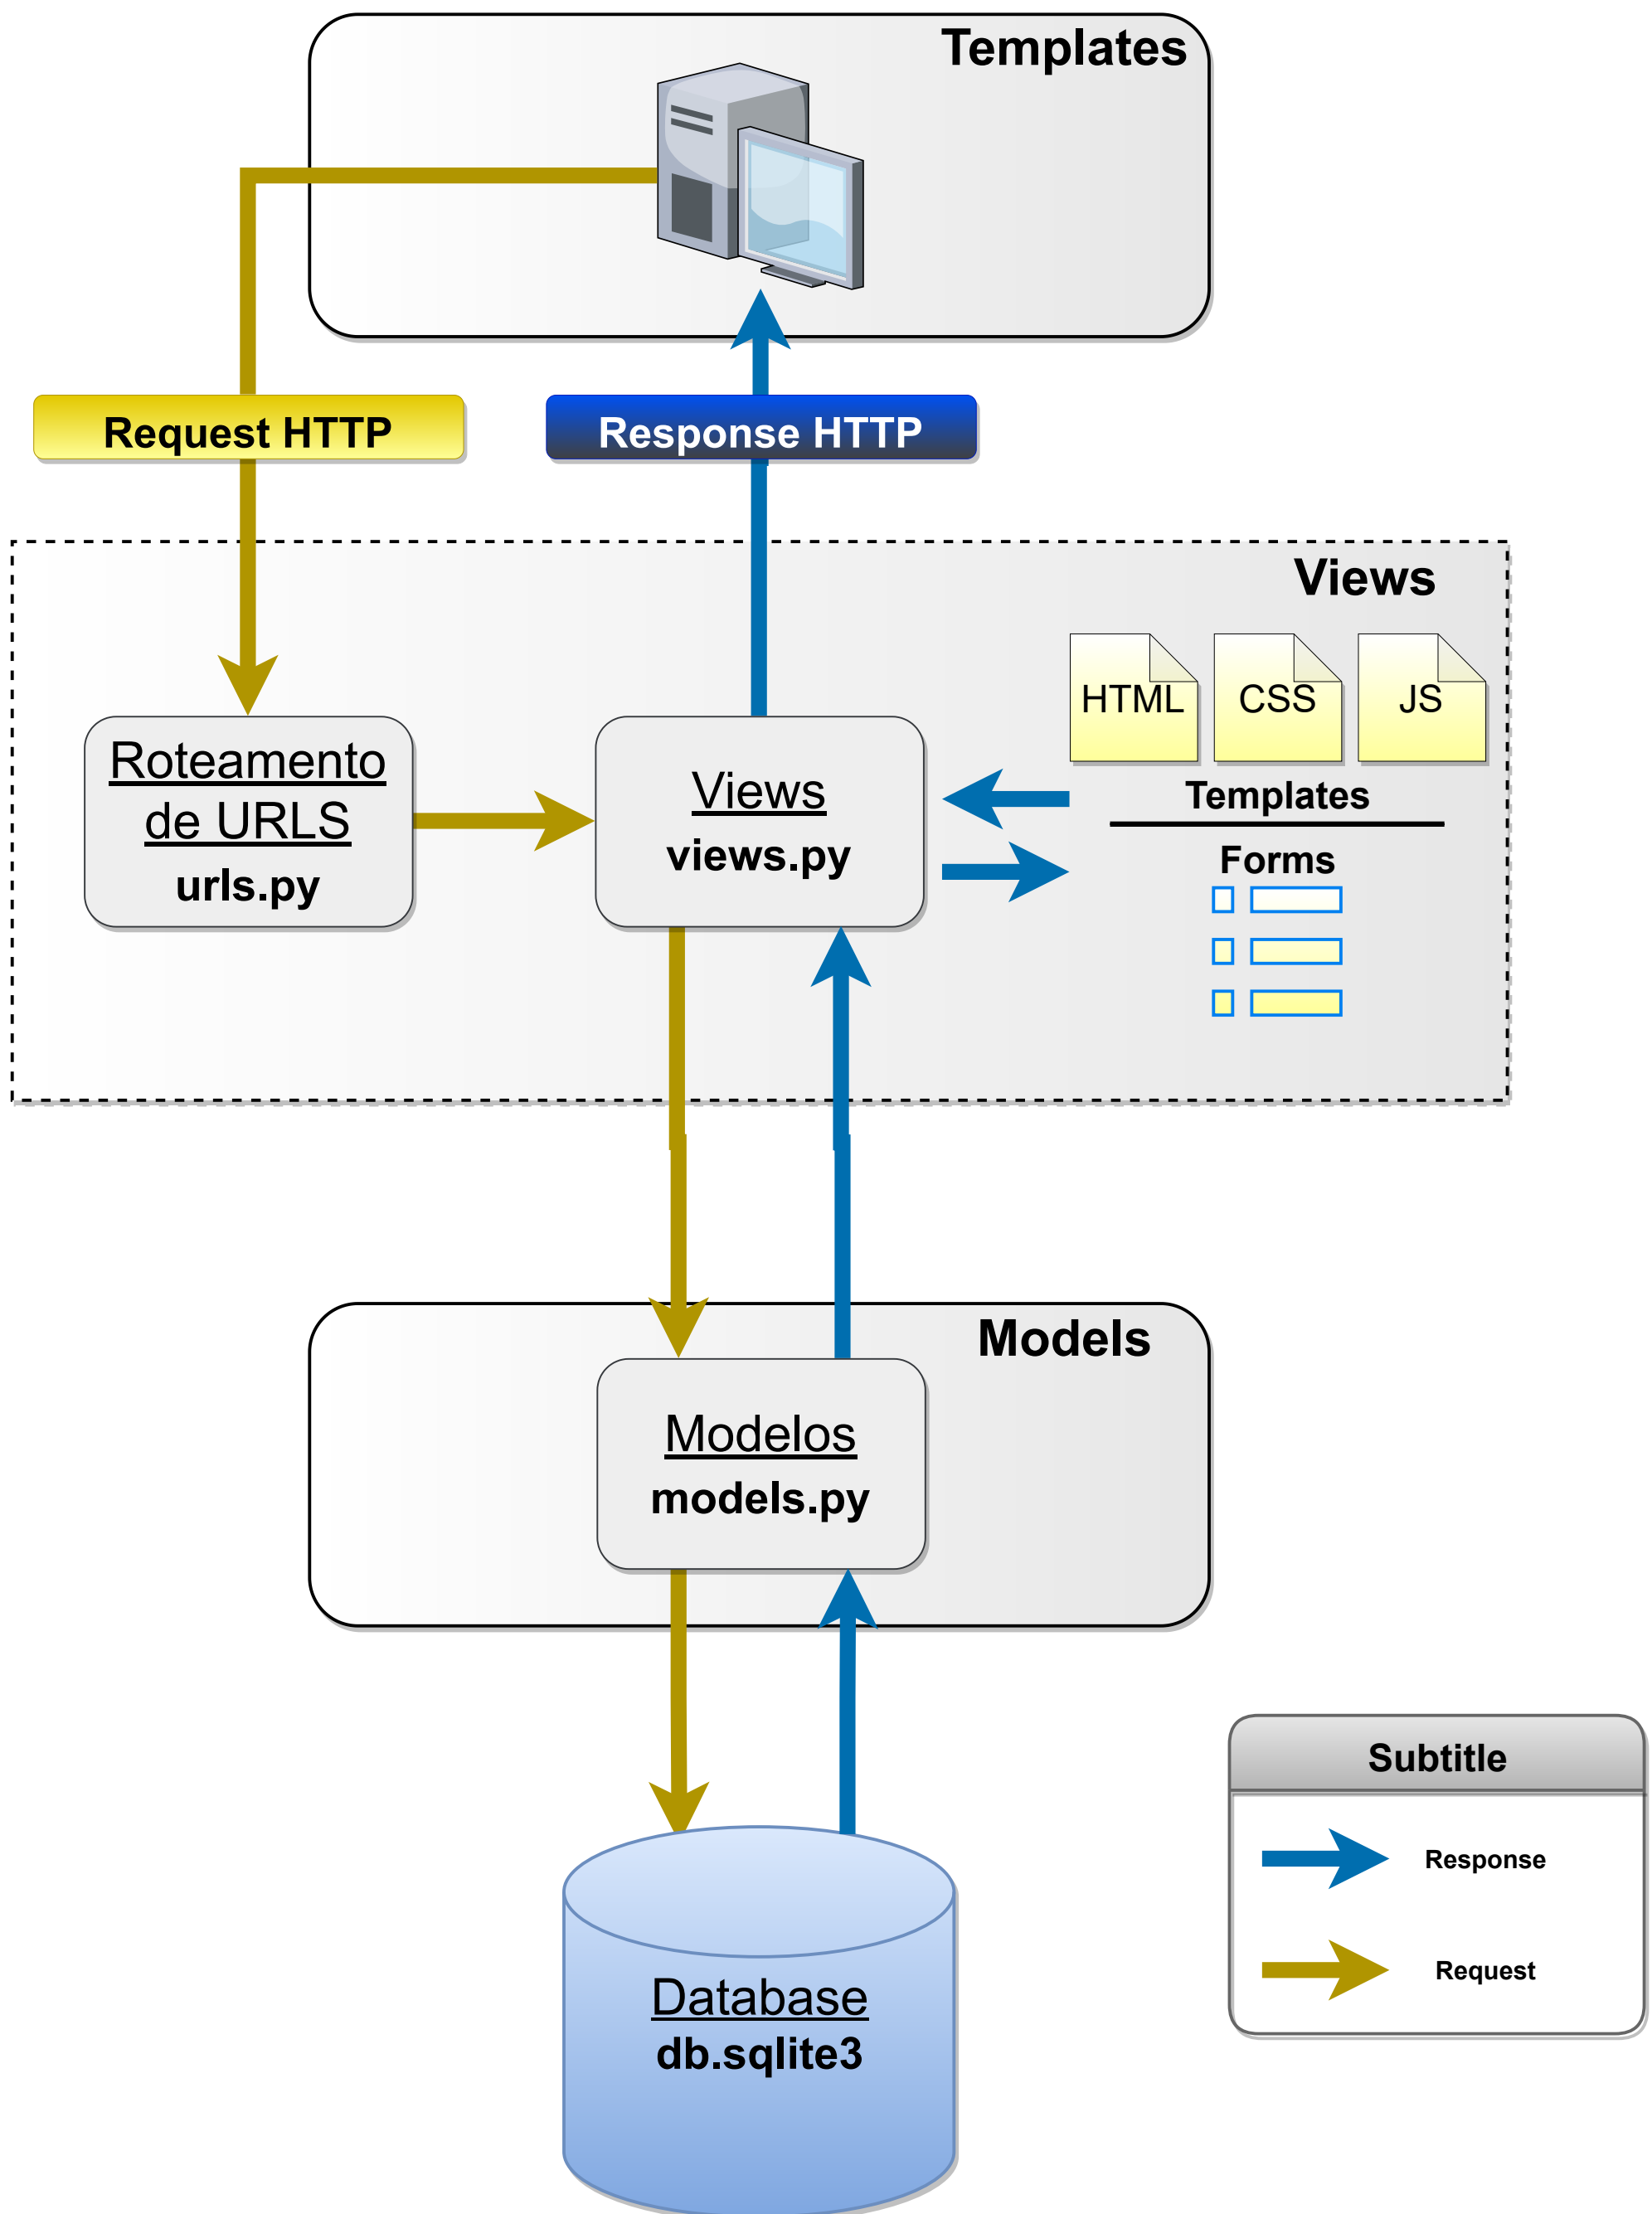 Templates
Request HTTP
Response HTTP
Views
HTML
CSS
JS
Roteamento
de URLS
urls.py
Views
views.py
Templates
Forms
Models
Modelos
models.py
Subtitle
Response
Request
Database
db.sqlite3